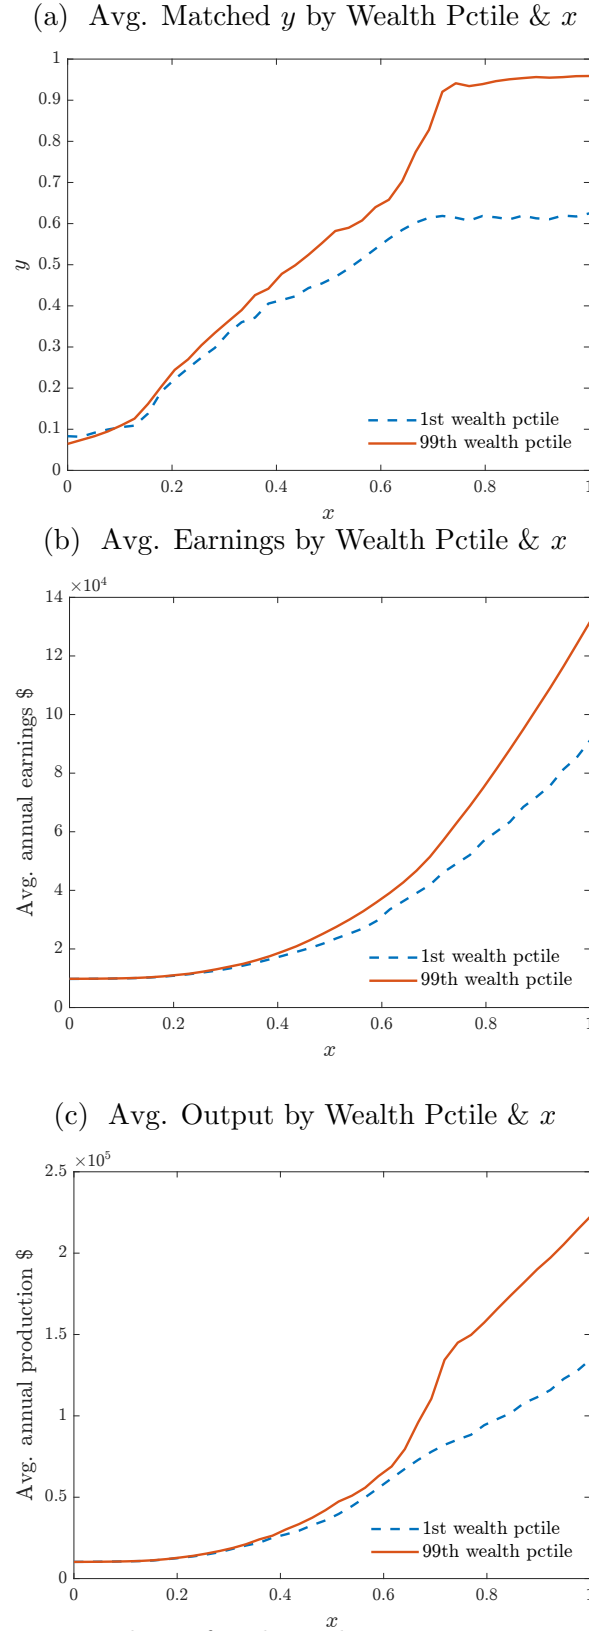 (a) Avg. Matched y by Wealth Pctile & x
1
0.9
0.8
0.7
0.6
0.5
0.4
0.3
0.2
0.1
0
y
1st wealth pctile
99th wealth pctile
0 0.2 0.4 0.6 0.8 1
x
(b) Avg. Earnings by Wealth Pctile & x
×10^4
14
12
10
8
6
4
2
0
Avg. annual earnings $
1st wealth pctile
99th wealth pctile
0 0.2 0.4 0.6 0.8 1
x
(c) Avg. Output by Wealth Pctile & x
×10^5
2.5
2
1.5
1
0.5
0
Avg. annual production $
1st wealth pctile
99th wealth pctile
0 0.2 0.4 0.6 0.8 1
x